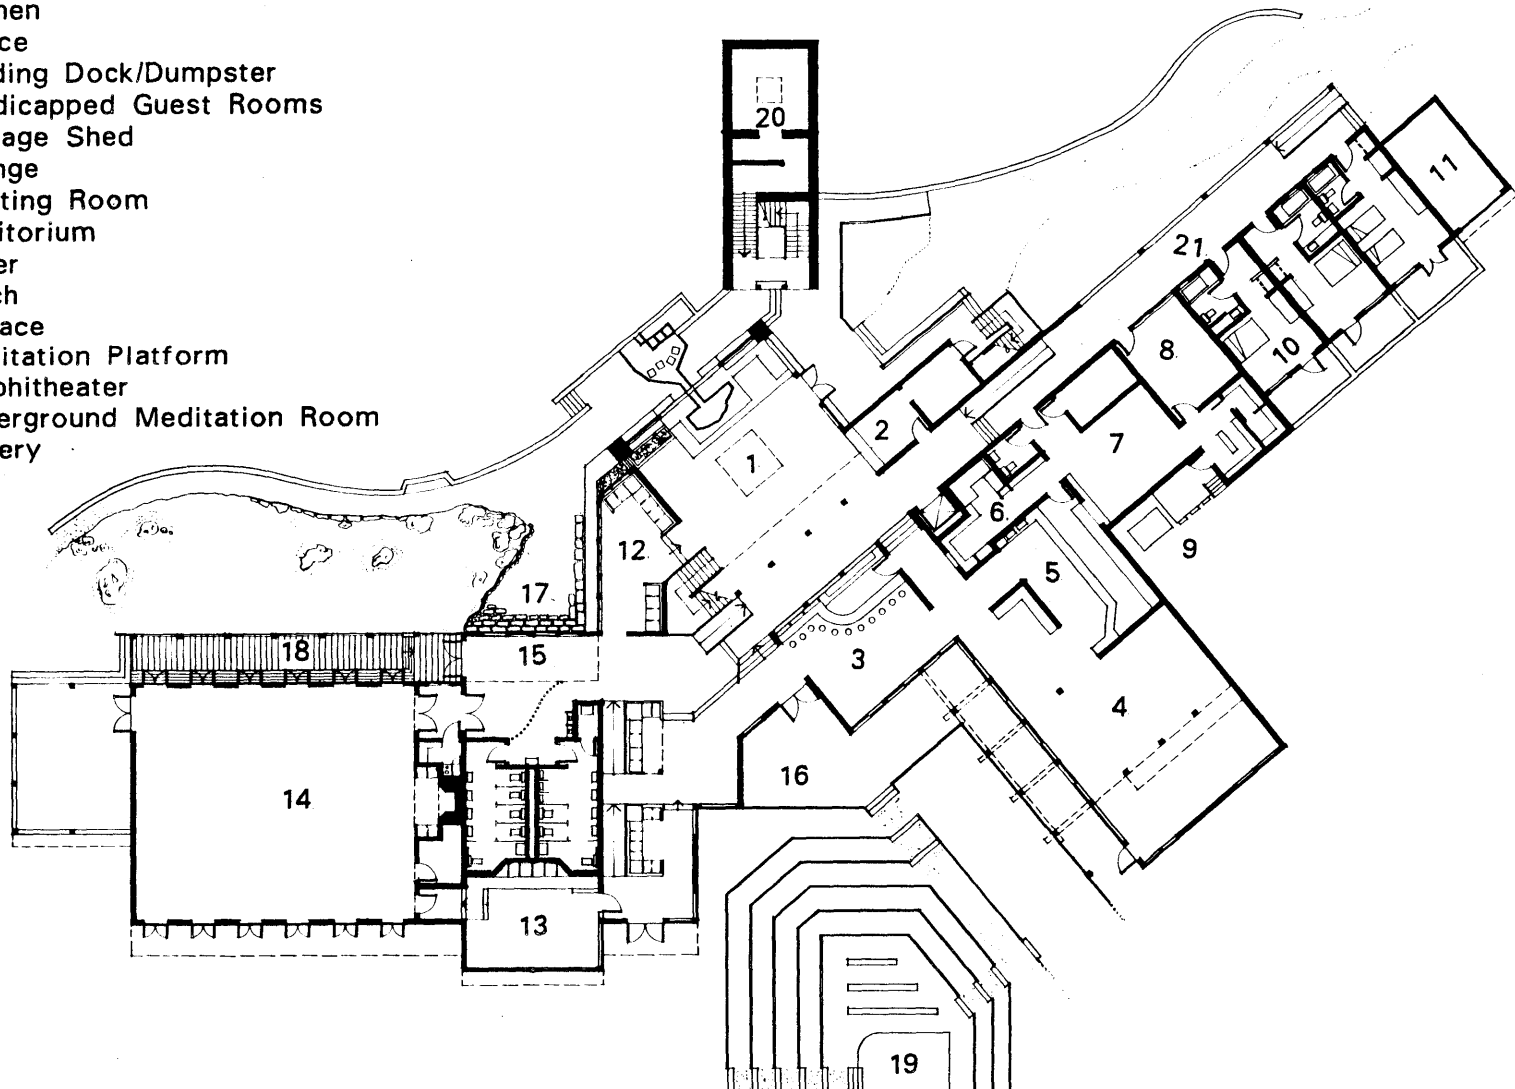 hen
ce
ding Dock/Dumpster
dicapped Guest Rooms
age Shed
nge
ting Room
itorium
er
ch
ace
itation Platform
phitheater
erground Meditation Room
ery
20
11
21
8
10
2
7
1
6
9
12
5
17
18
15
3
4
16
14
13
19